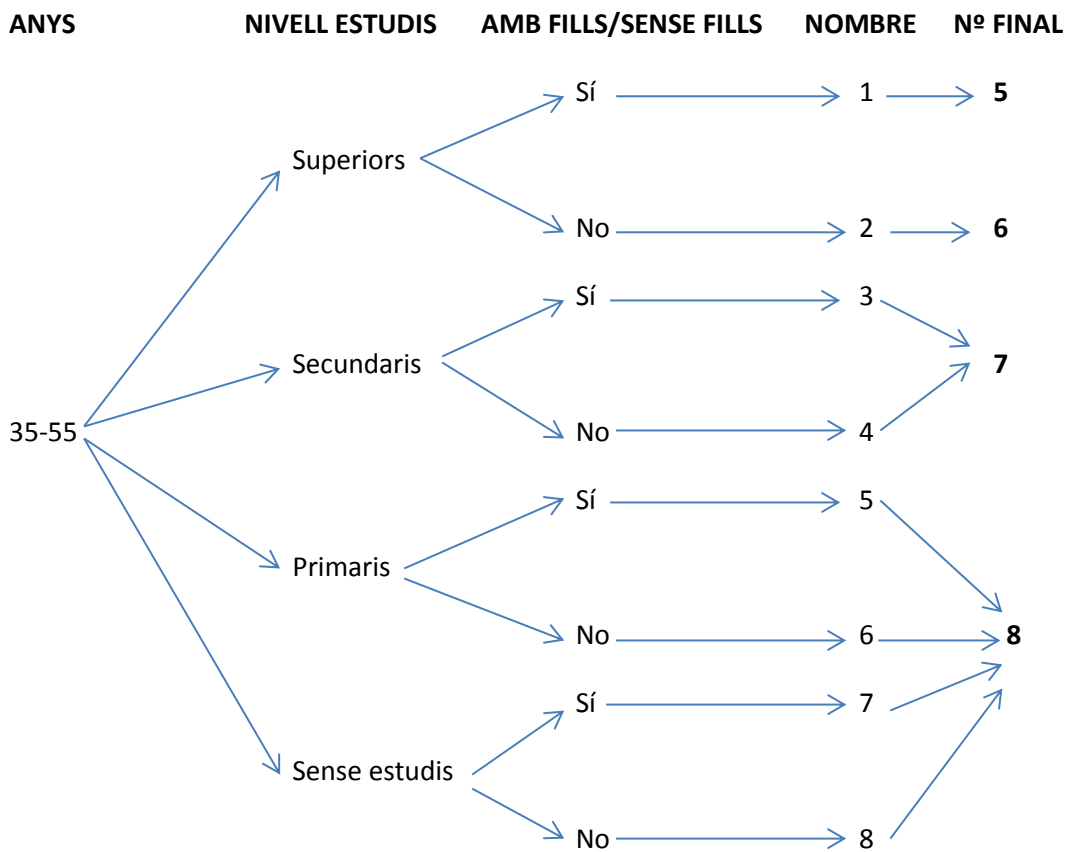 ANYS NIVELL ESTUDIS AMB FILLS/SENSE FILLS NOMBRE Nº FINAL
Sí 1 5
Superiors
No 2 6
Sí 3
Secundaris 7
35-55 No 4
Sí 5
Primaris
No 6 8
Sí 7
Sense estudis
No 8